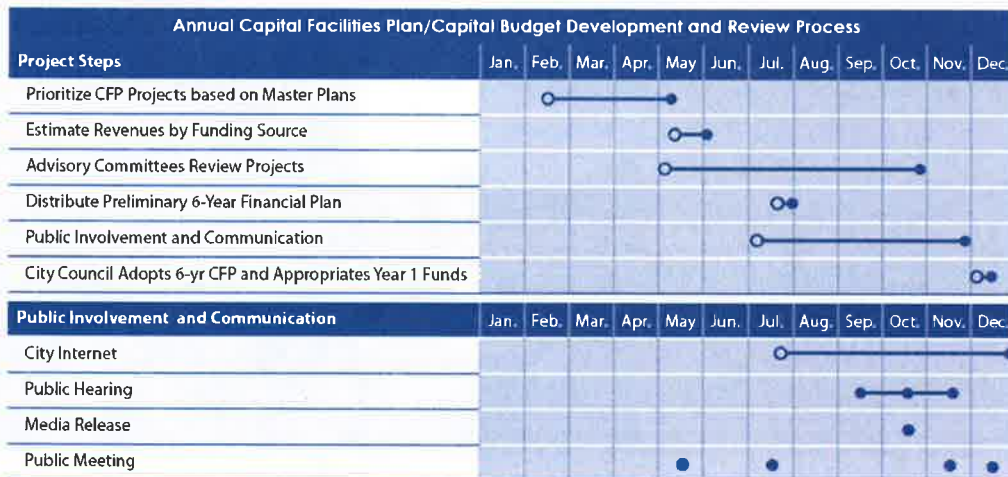 Annual Capital Facilities Plan/Capital Budget Development and Review Process
Project Steps Jan. Feb. Mar. Apr. May Jun. Jul. Aug. Sep. Oct. Nov. Dec.
Prioritize CFP Projects based on Master Plans
Estimate Revenues by Funding Source
Advisory Committees Review Projects
Distribute Preliminary 6-Year Financial Plan
Public Involvement and Communication
City Council Adopts 6-yr CFP and Appropriates Year 1 Funds
Public Involvement and Communication Jan. Feb. Mar. Apr. May Jun. Jul. Aug. Sep. Oct. Nov. Dec.
City Internet
Public Hearing
Media Release
Public Meeting